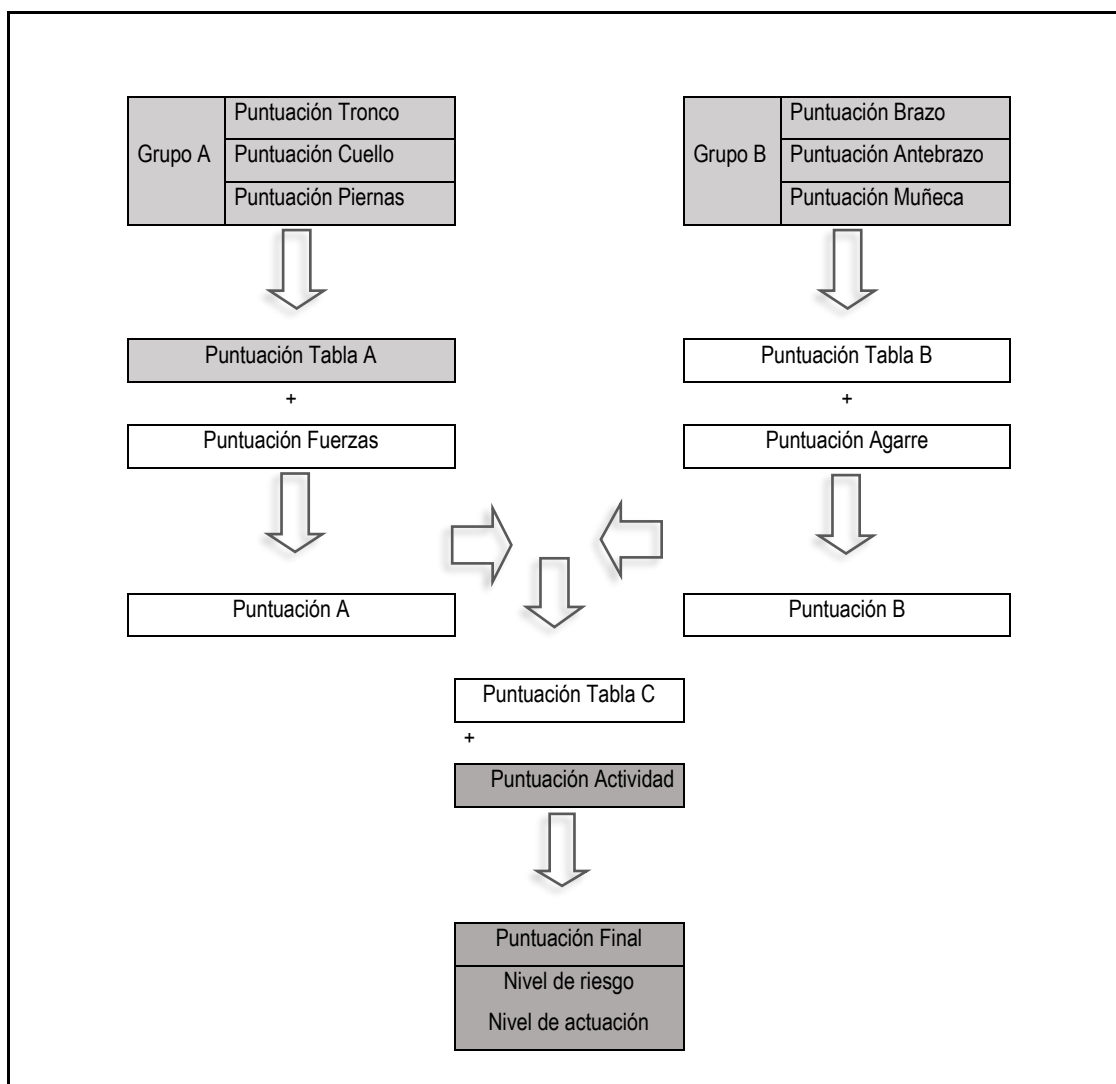 Grupo A
Puntuación Tronco
Puntuación Cuello
Puntuación Piernas
Grupo B
Puntuación Brazo
Puntuación Antebrazo
Puntuación Muñeca
Puntuación Tabla A
+
Puntuación Fuerzas
Puntuación Tabla B
+
Puntuación Agarre
Puntuación A
Puntuación B
Puntuación Tabla C
+
Puntuación Actividad
Puntuación Final
Nivel de riesgo
Nivel de actuación